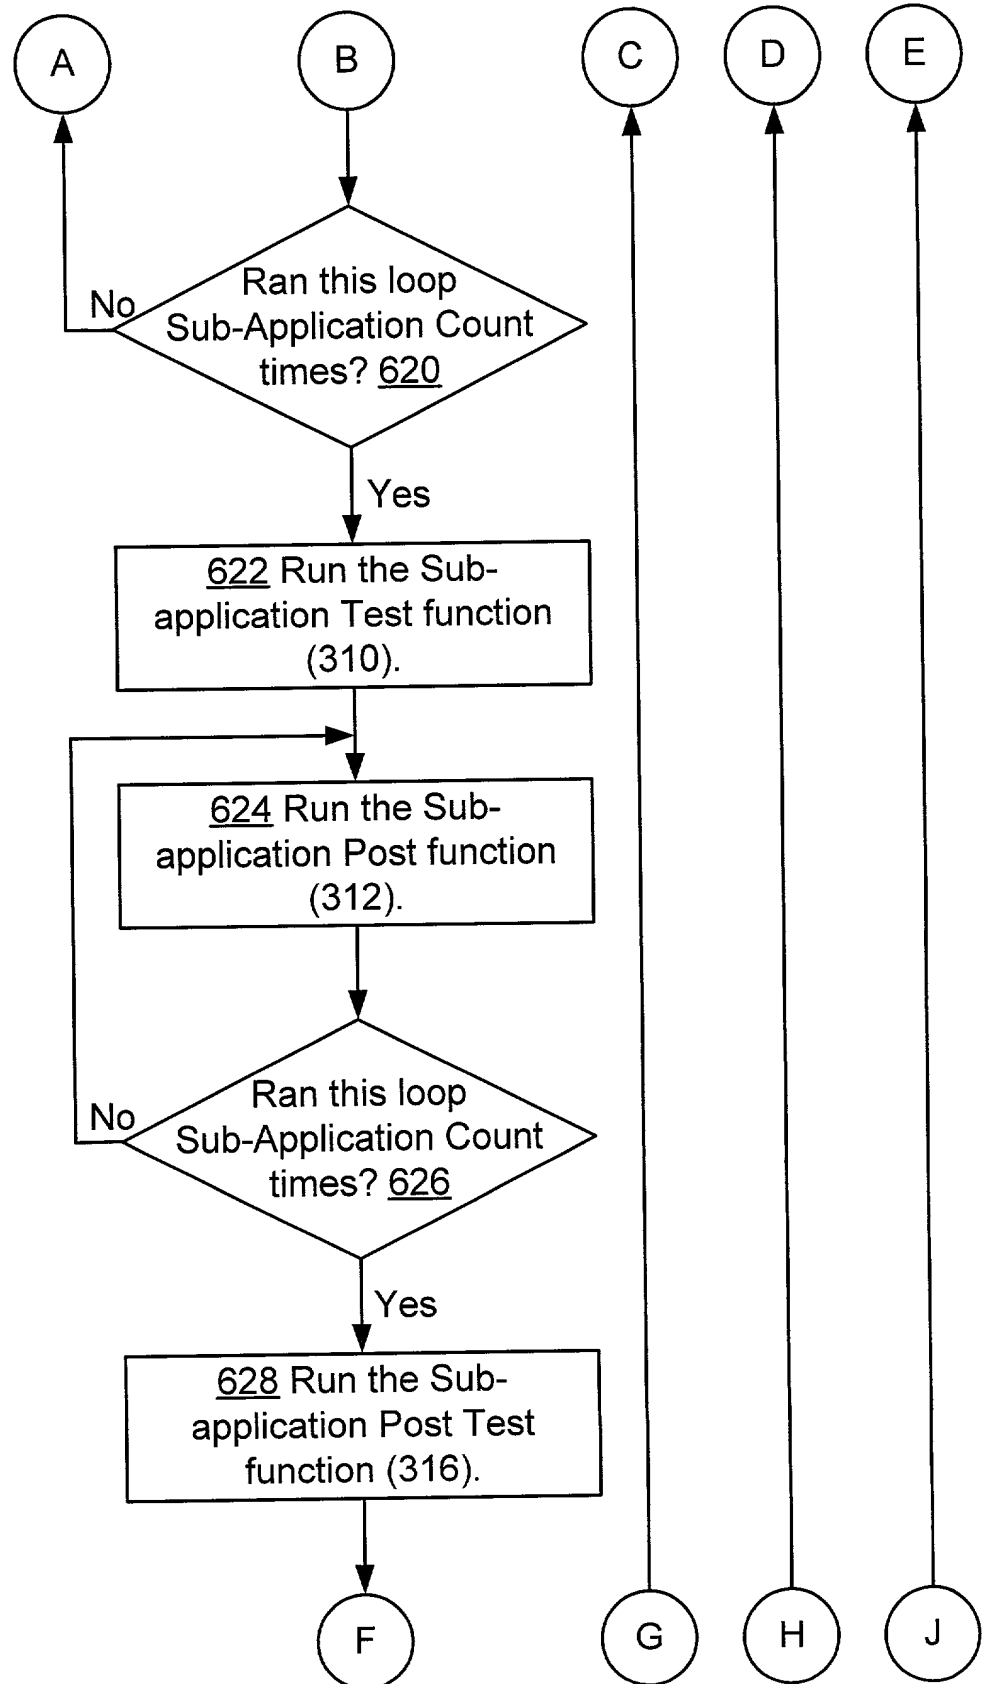 A
B
C
D
E
Ran this loop
Sub-Application Count
times? 620
No
Yes
622 Run the Sub-
application Test function
(310).
624 Run the Sub-
application Post function
(312).
Ran this loop
Sub-Application Count
times? 626
No
Yes
628 Run the Sub-
application Post Test
function (316).
F
G
H
J